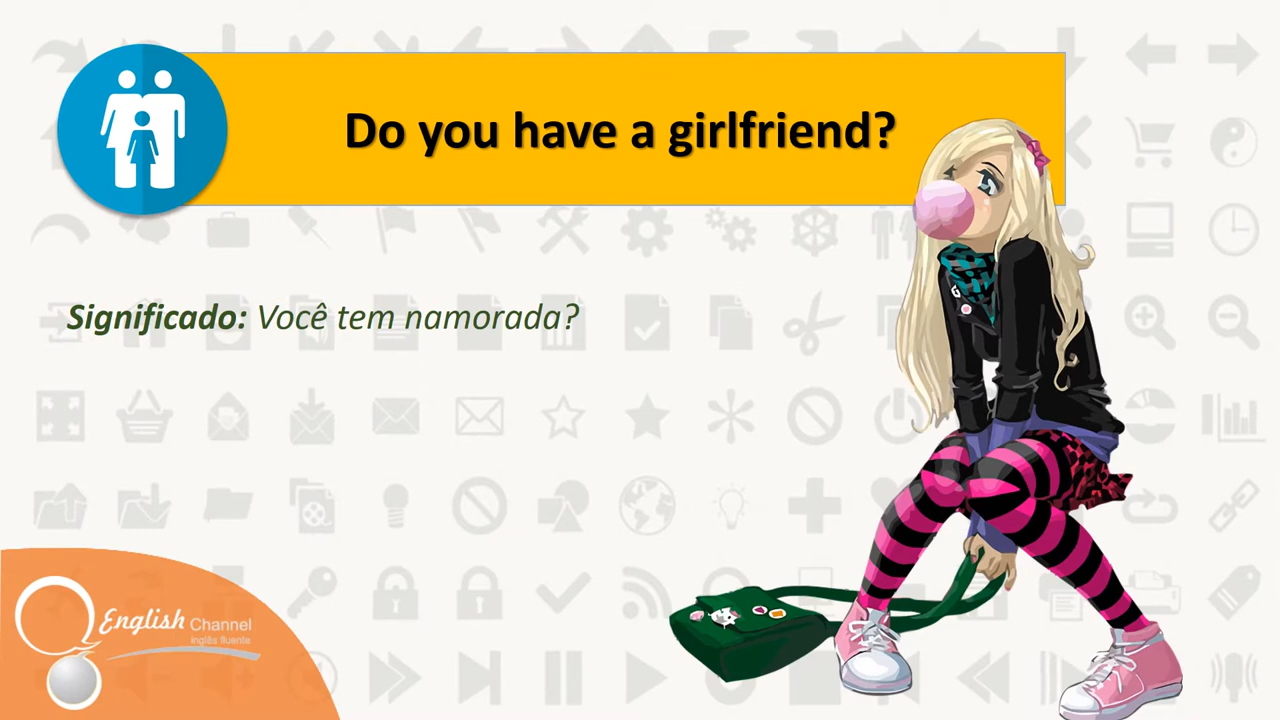 Do you have a girlfriend?
Significado: Você tem namorada?
English Channel
inglês fluente